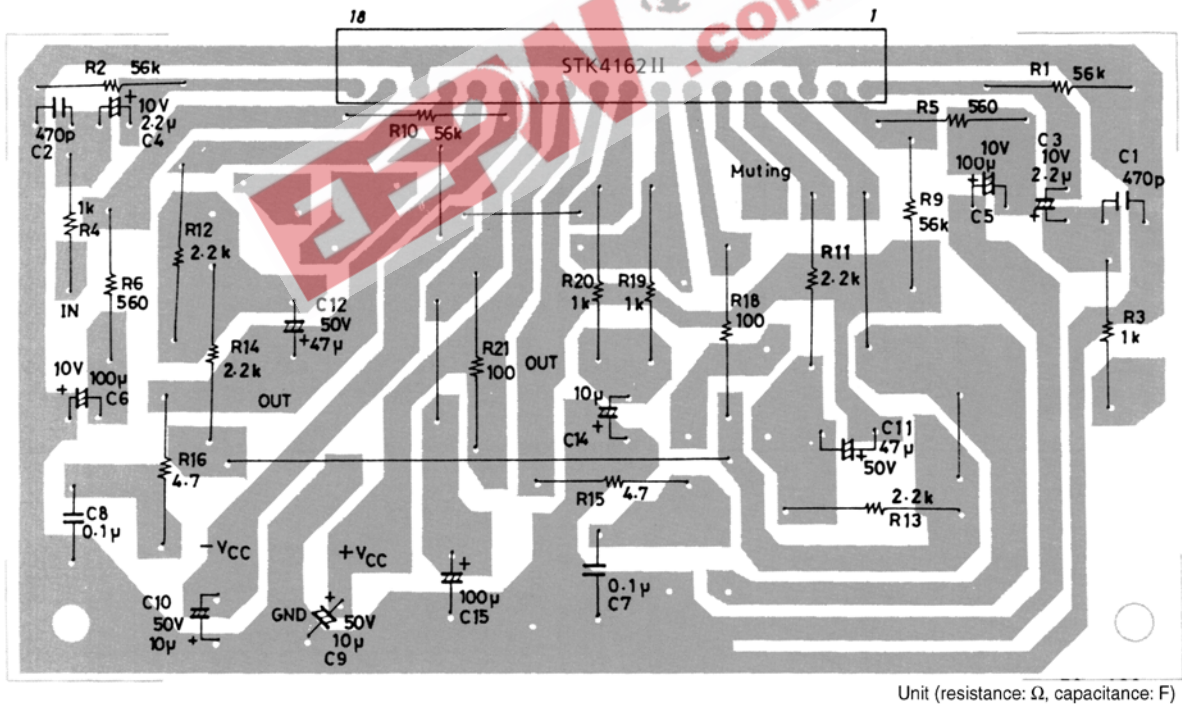 18
1
STK4162II
EPW
.com
R2 56k
470p
C2
10V
2.2μ
C4
R10 56k
R1 56k
R5 560
Muting
10V
100μ
C5
C3
10V
2.2μ
C1
470p
1k
R4
R12
2.2k
R9
56k
R11
2.2k
IN
R6
560
C12
50V
47μ
R20
1k
R19
1k
R18
100
R3
1k
R14
2.2k
R21
100
OUT
10V
100μ
C6
OUT
10μ
C14
C11
47μ
50V
R16
4.7
R15 4.7
2.2k
R13
C8
0.1μ
-VCC
+VCC
C10
50V
10μ
GND
50V
10μ
C9
100μ
C15
0.1μ
C7
Unit (resistance: Ω, capacitance: F)